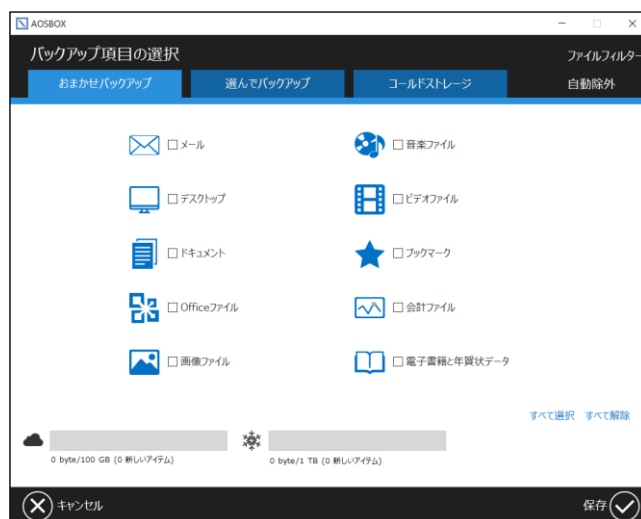 AOSBOX
バックアップ項目の選択
ファイルフィルター
おまかせバックアップ 選んでバックアップ コールドストレージ 自動除外
メール 音楽ファイル
デスクトップ ビデオファイル
ドキュメント ブックマーク
Officeファイル 会計ファイル
画像ファイル 電子書籍と年賀状データ
すべて選択 すべて解除
0 byte/100 GB (0 新しいアイテム) 0 byte/1 TB (0 新しいアイテム)
キャンセル 保存